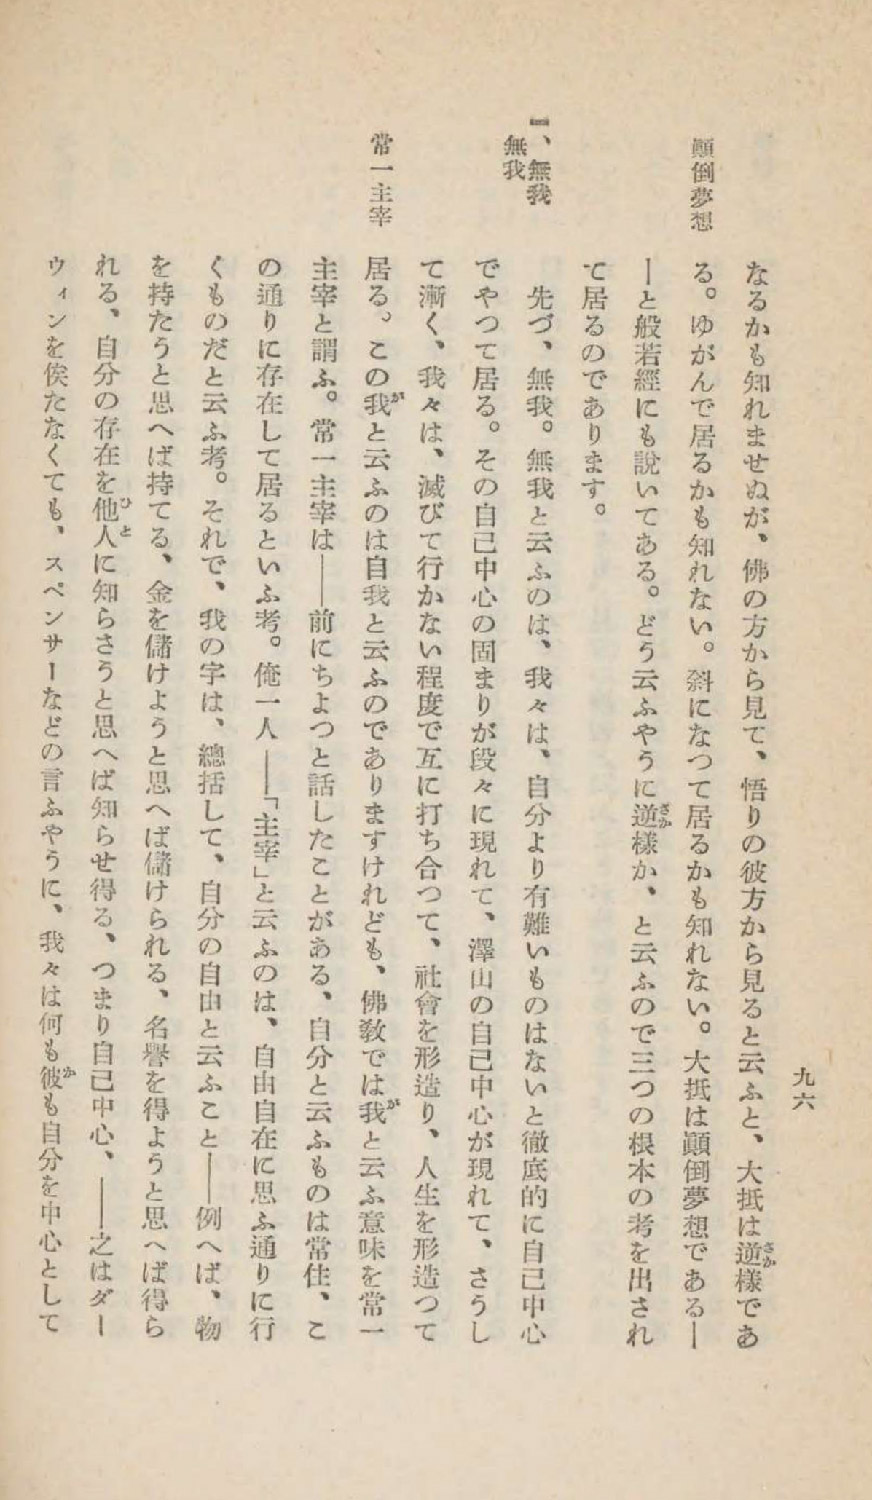 九六
顚倒夢想
一、無我
無我
常一主宰
なるかも知れませぬが、佛の方から見て、悟りの彼方から見ると云ふと、大抵は逆樣であ
る。ゆがんで居るかも知れない。斜になつて居るかも知れない。大抵は顚倒夢想である―
―と般若經にも說いてある。どう云ふやうに逆樣か、と云ふので三つの根本の考を出され
て居るのであります。
先づ、無我。無我と云ふのは、我々は、自分より有難いものはないと徹底的に自己中心
でやつて居る。その自己中心の固まりが段々に現れて、澤山の自己中心が現れて、さうし
て漸く、我々は、滅びて行かない程度で互に打ち合つて、社會を形造り、人生を形造つて
居る。この我と云ふのは自我と云ふのでありますけれども、佛敎では我と云ふ意味を常一
主宰と謂ふ。常一主宰は――前にちよつと話したことがある、自分と云ふものは常住、こ
の通りに存在して居るといふ考。俺一人――「主宰」と云ふのは、自由自在に思ふ通りに行
くものだと云ふ考。それで、我の字は、總括して、自分の自由と云ふこと――例へば、物
を持たうと思へば持てる、金を儲けようと思へば儲けられる、名譽を得ようと思へば得ら
れる、自分の存在を他人に知らさうと思へば知らせ得る、つまり自己中心、――之はダー
ウィンを俟たなくても、スペンサーなどの言ふやうに、我々は何も彼も自分を中心として